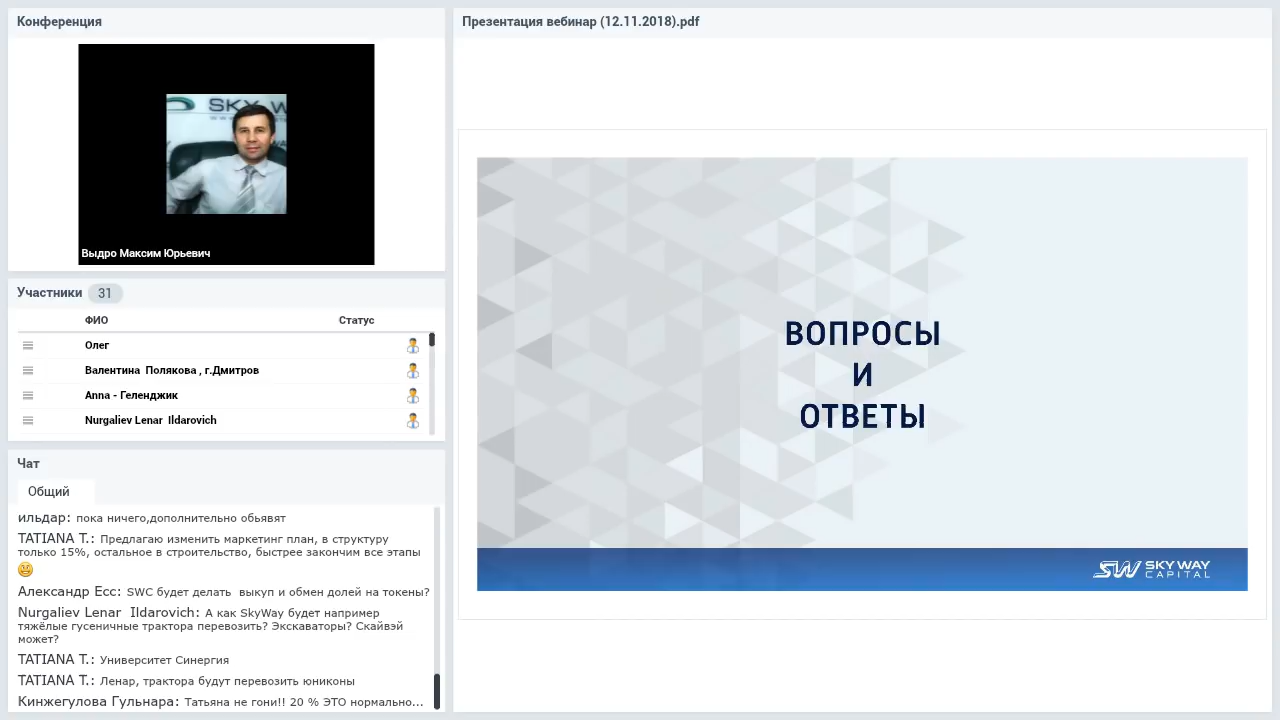 Конференция
SKY W
Выдро Максим Юрьевич
Участники 31
ФИО Статус
Олег
Валентина Полякова , г.Дмитров
Anna - Геленджик
Nurgaliev Lenar Ildarovich
Чат
Общий
ильдар: пока ничего,дополнительно обьявят
TATIANA T.: Предлагаю изменить маркетинг план, в структуру
только 15%, остальное в строительство, быстрее закончим все этапы
Александр Есс: SWC будет делать выкуп и обмен долей на токены?
Nurgaliev Lenar Ildarovich: А как SkyWay будет например
тяжёлые гусеничные трактора перевозить? Экскаваторы? Скайвэй
может?
TATIANA T.: Университет Синергия
TATIANA T.: Ленар, трактора будут перевозить юниконы
Кинжегулова Гульнара: Татьяна не гони!! 20 % ЭТО нормально...
Презентация вебинар (12.11.2018).pdf
ВОПРОСЫ
И
ОТВЕТЫ
SW SKY WAY
CAPITAL